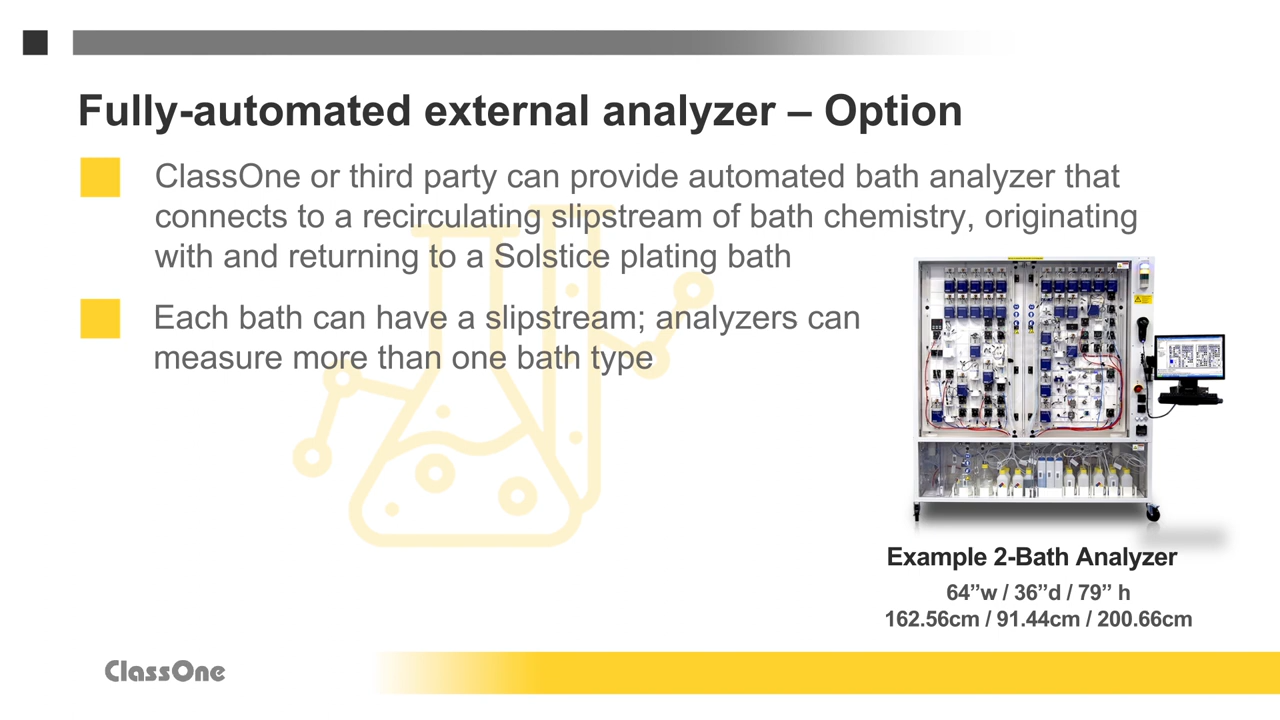 Fully-automated external analyzer – Option
ClassOne or third party can provide automated bath analyzer that
connects to a recirculating slipstream of bath chemistry, originating
with and returning to a Solstice plating bath
Each bath can have a slipstream; analyzers can
measure more than one bath type
Example 2-Bath Analyzer
64”w / 36”d / 79” h
162.56cm / 91.44cm / 200.66cm
ClassOne